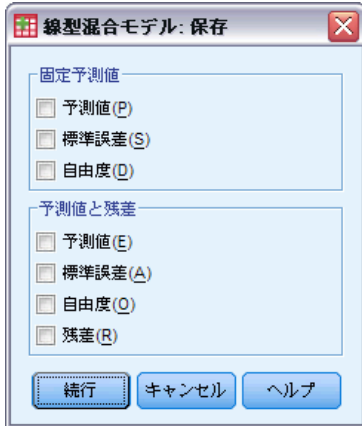 線型混合モデル: 保存
固定予測値
予測値(P)
標準誤差(S)
自由度(D)
予測値と残差
予測値(E)
標準誤差(A)
自由度(O)
残差(R)
続行 キャンセル ヘルプ